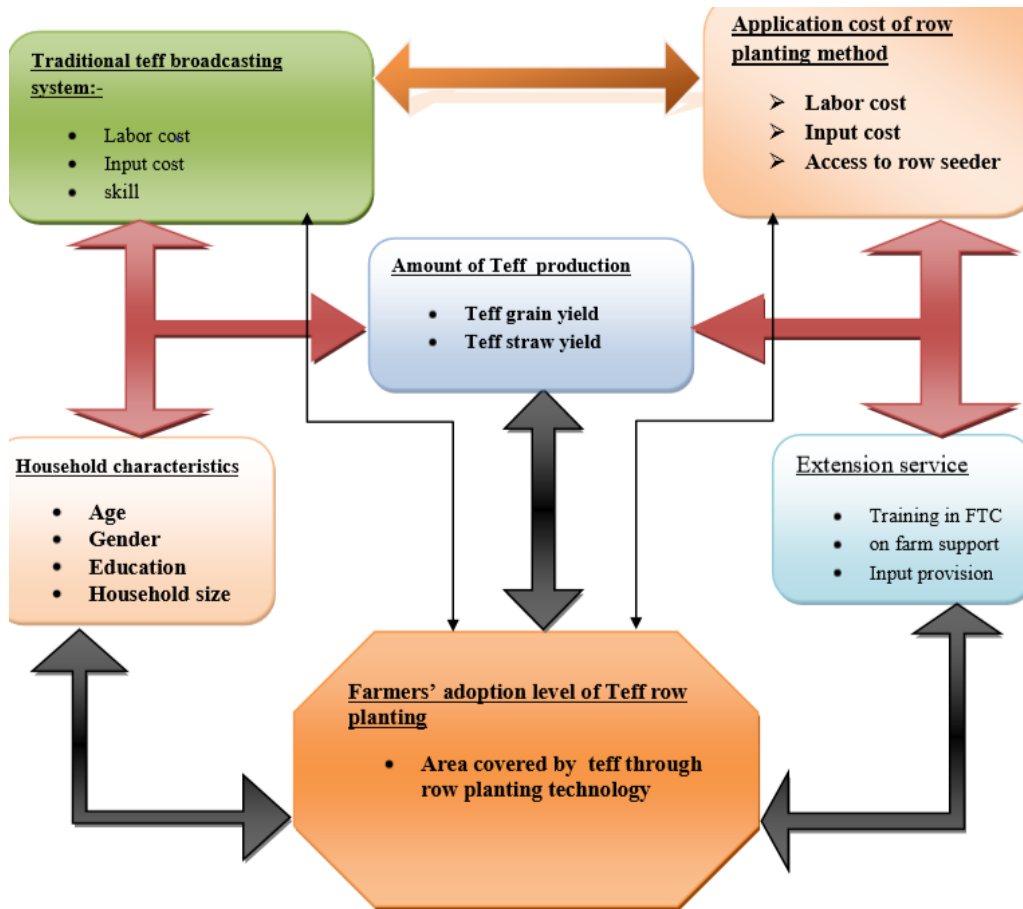 Traditional teff broadcasting
system:-
• Labor cost
• Input cost
• skill
Application cost of row
planting method
➢ Labor cost
➢ Input cost
➢ Access to row seeder
Amount of Teff production
• Teff grain yield
• Teff straw yield
Household characteristics
• Age
• Gender
• Education
• Household size
Extension service
• Training in FTC
• on farm support
• Input provision
Farmers’ adoption level of Teff row
planting
• Area covered by teff through
row planting technology